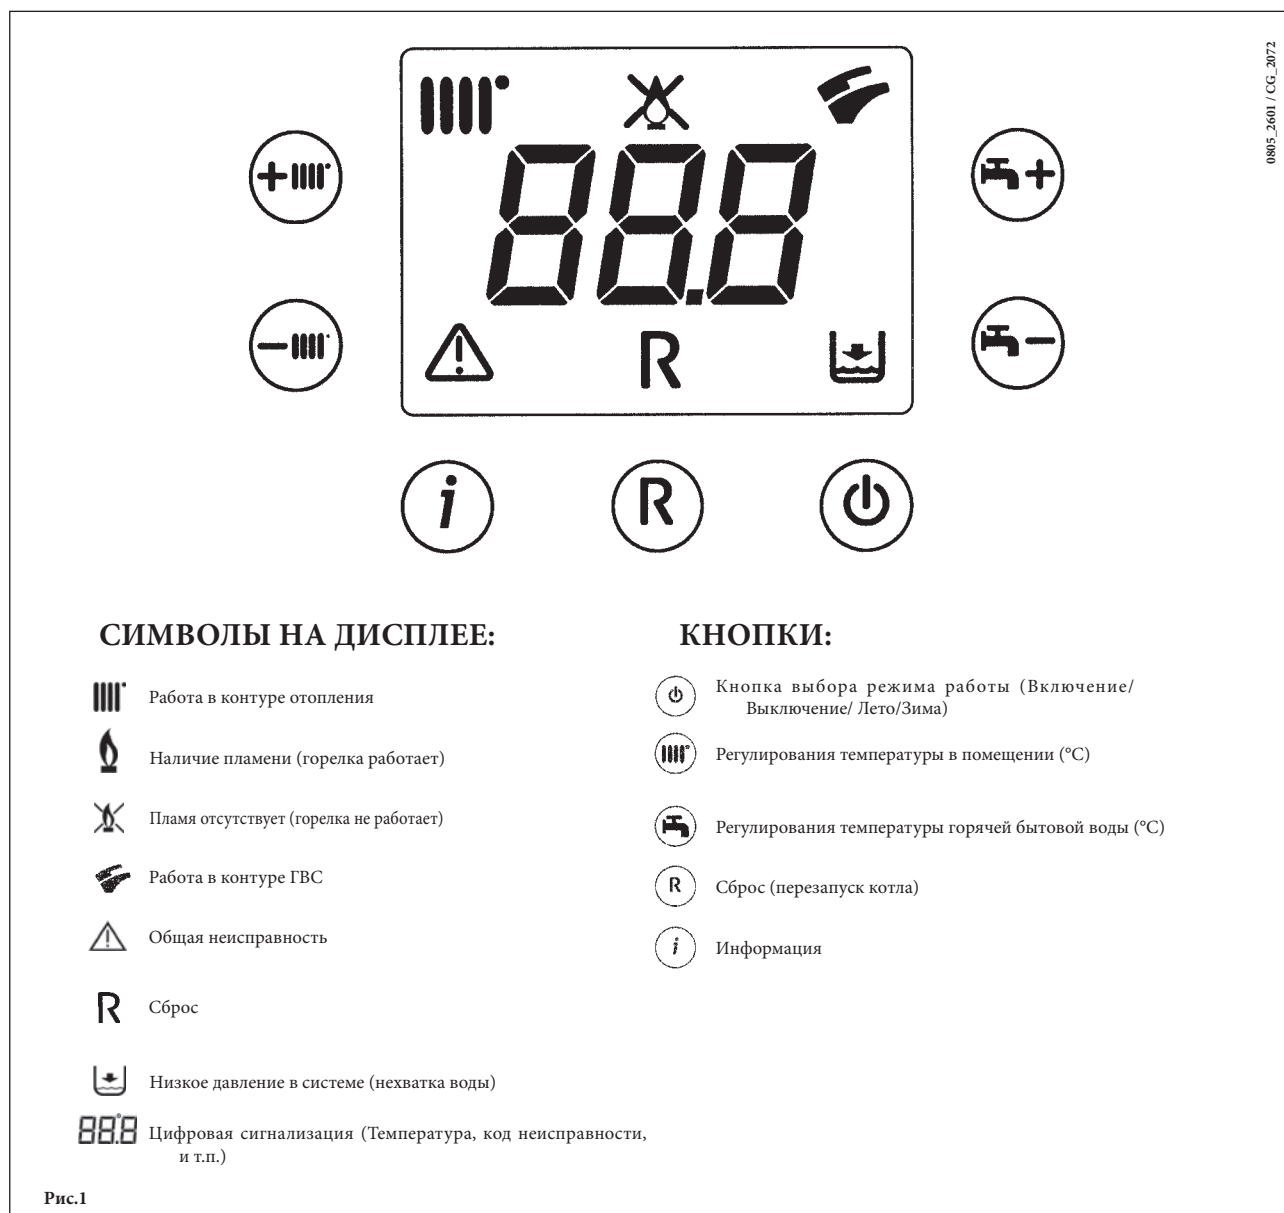 0805_2601 / CG_2072
88.8
R
i
R
СИМВОЛЫ НА ДИСПЛЕЕ:
Работа в контуре отопления
Наличие пламени (горелка работает)
Пламя отсутствует (горелка не работает)
Работа в контуре ГВС
Общая неисправность
R
Сброс
Низкое давление в системе (нехватка воды)
88.8
Цифровая сигнализация (Температура, код неисправности,
и т.п.)
КНОПКИ:
Кнопка выбора режима работы (Включение/
Выключение/ Лето/Зима)
Регулирования температуры в помещении (°C)
Регулирования температуры горячей бытовой воды (°C)
R
Сброс (перезапуск котла)
i
Информация
Рис.1